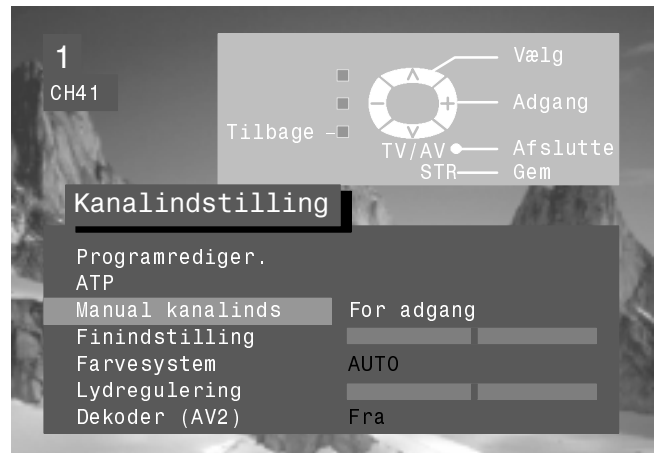 1
CH41
Vælg
Adgang
Tilbage
TV/AV Afslutte
STR Gem
Kanalindstilling
Programrediger.
ATP
Manual kanalinds For adgang
Finindstilling
Farvesystem AUTO
Lydregulering
Dekoder (AV2) Fra